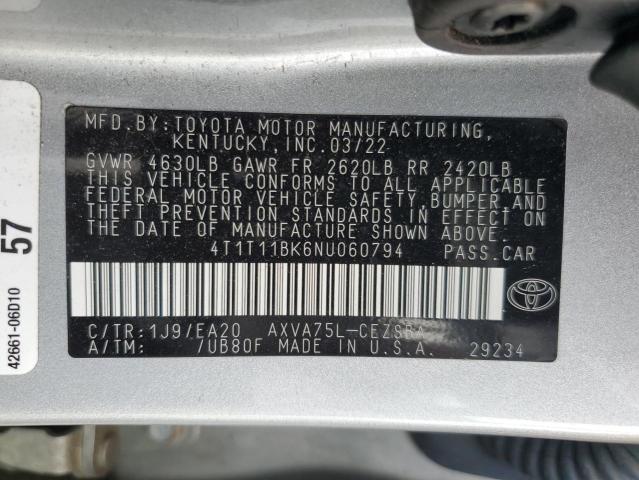 MFD.BY:TOYOTA MOTOR MANUFACTURING,
KENTUCKY, INC.03/22
GVWR 4630LB GAWR FR 2620LB RR 2420LB
THIS VEHICLE CONFORMS TO ALL APPLICABLE
FEDERAL MOTOR VEHICLE SAFETY,BUMPER,AND
THEFT PREVENTION STANDARDS IN EFFECT ON
THE DATE OF MANUFACTURE SHOWN ABOVE.
4T1T11BK6NU060794 PASS.CAR
C/TR:1J9/EA20 AXVA75L-CEZSBA
A/TM: /UB80F MADE IN U.S.A. 29234
57
42661-06D10